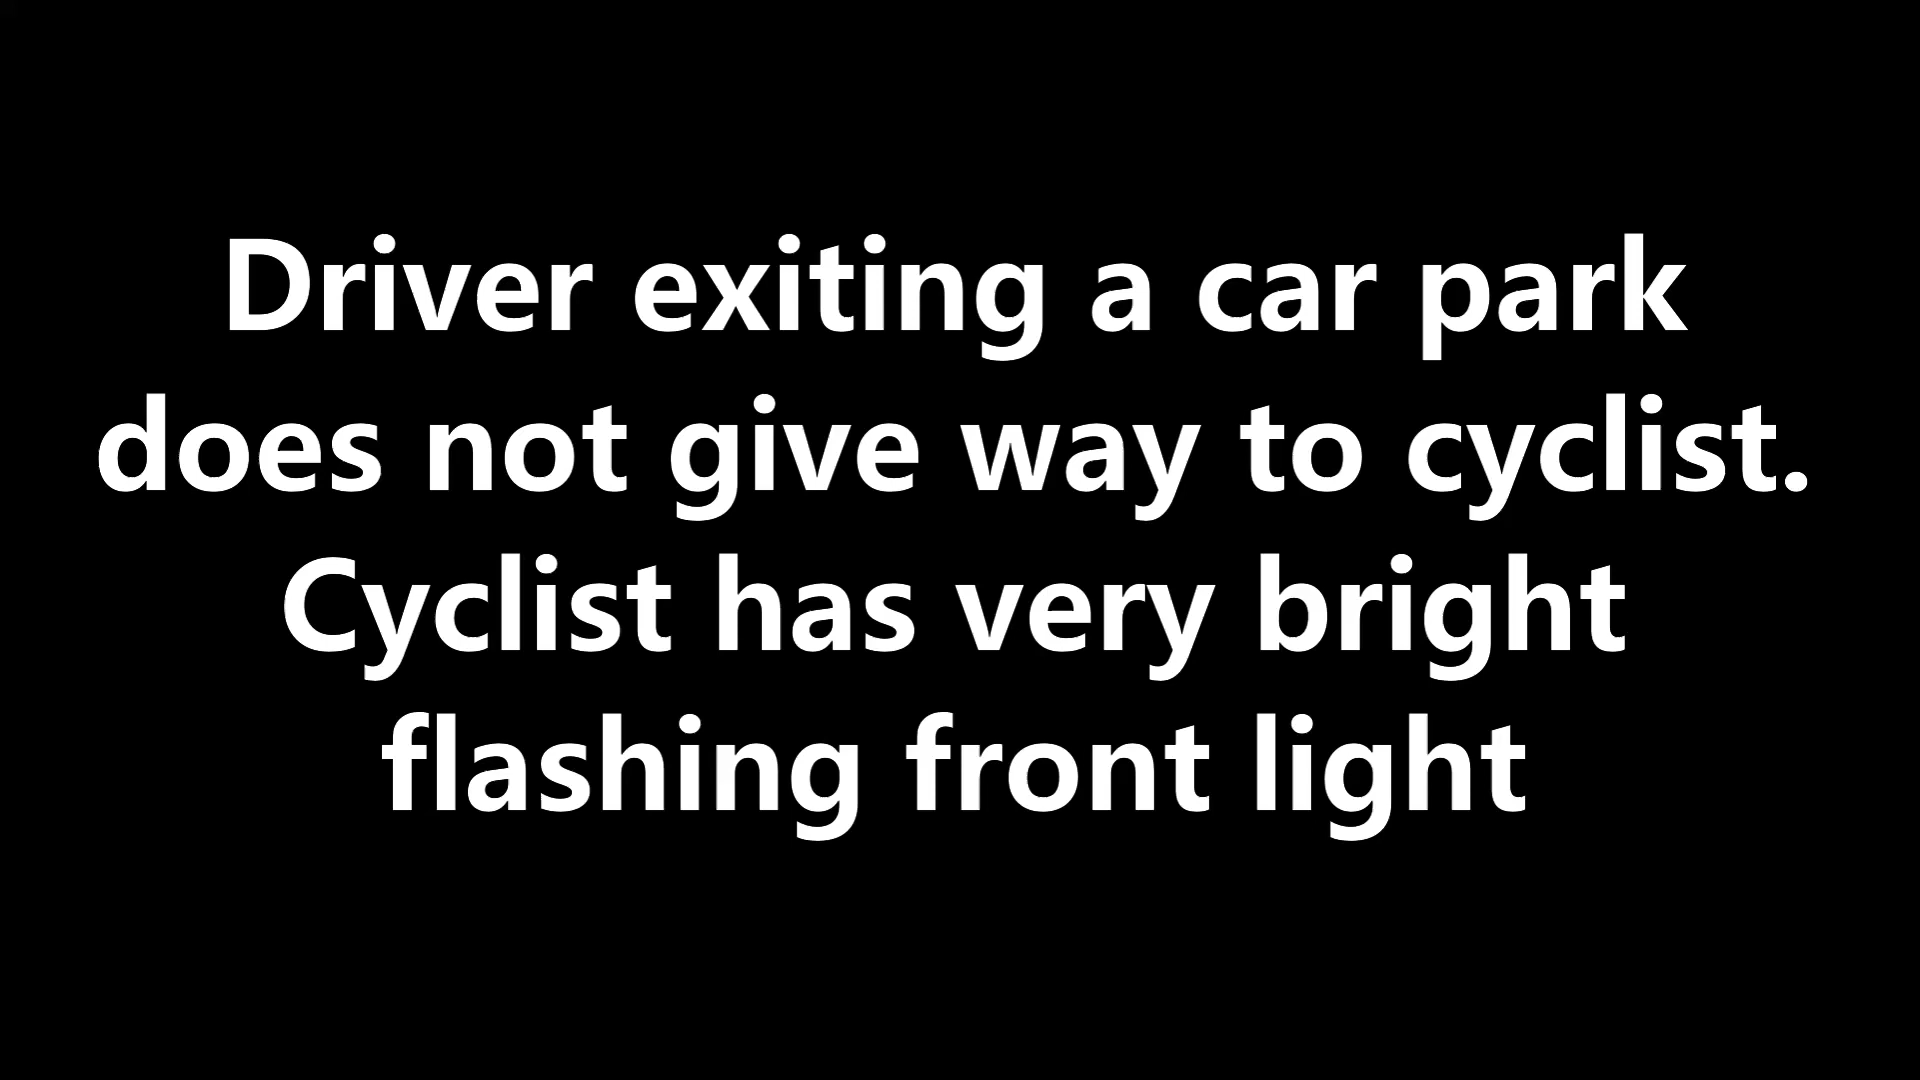 Driver exiting a car park
does not give way to cyclist.
Cyclist has very bright
flashing front light